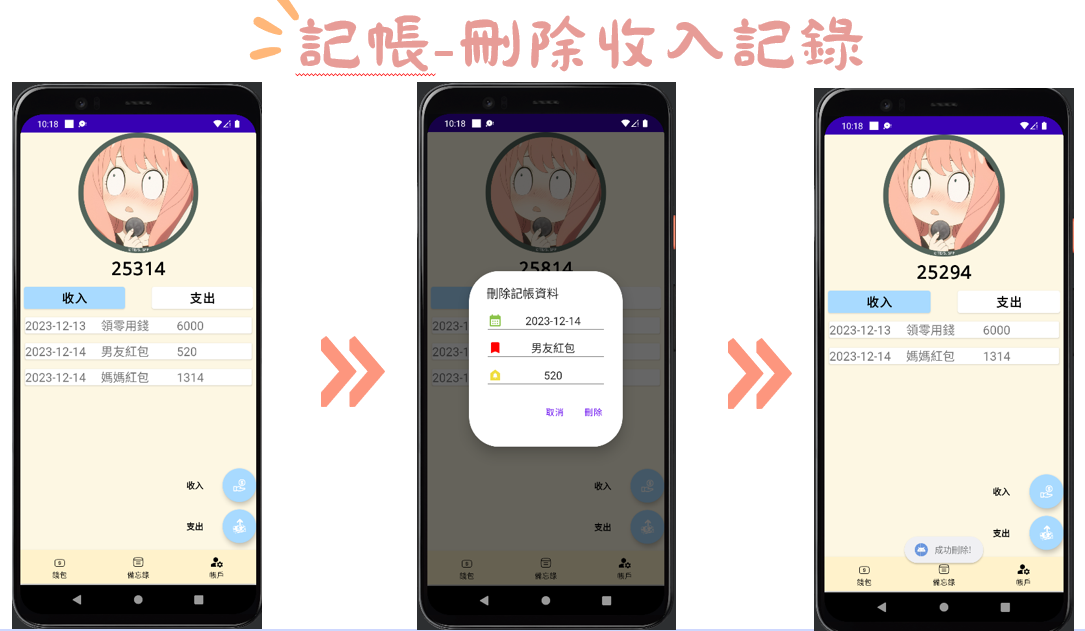 記帳-刪除收入記錄
10:18
25314
收入 支出
2023-12-13 領零用錢 6000
2023-12-14 男友紅包 520
2023-12-14 媽媽紅包 1314
收入
支出
錢包 備忘錄 帳戶
10:18
25814
刪除記帳資料
2023-12-14
男友紅包
520
取消 刪除
2023-1
2023-1
2023-1
收入
支出
錢包 備忘錄 帳戶
10:18
25294
收入 支出
2023-12-13 領零用錢 6000
2023-12-14 媽媽紅包 1314
收入
支出
成功刪除!
錢包 備忘錄 帳戶